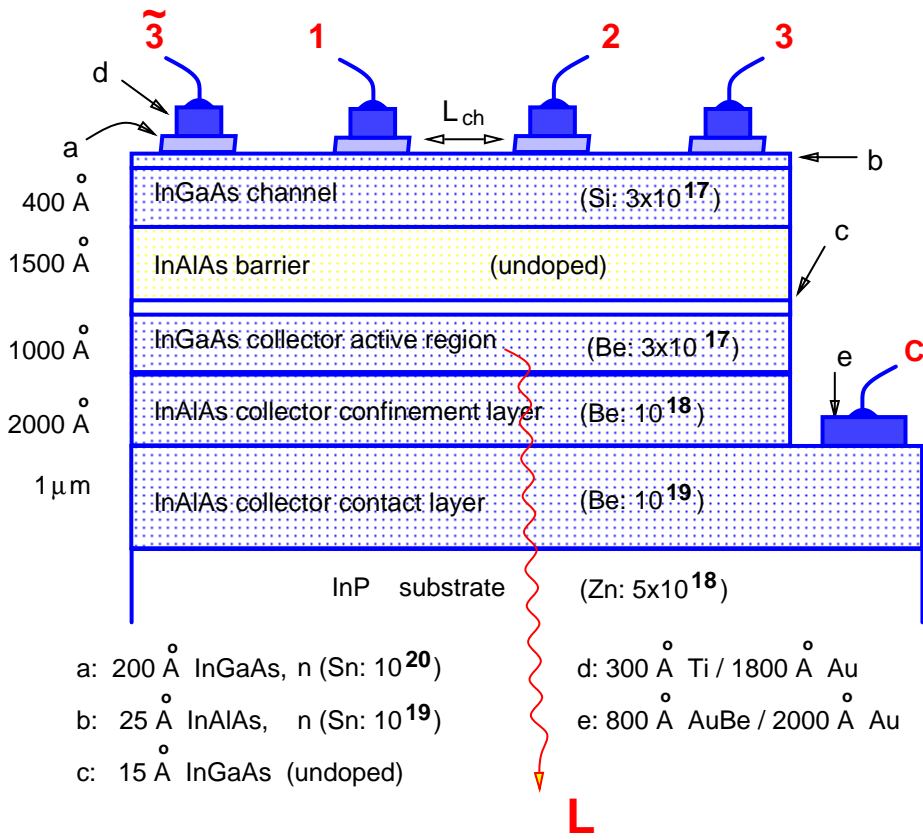 3̃ 1 2 3
d
L ch
a
b
InGaAs channel (Si: 3x10¹⁷)
400 Å
c
1500 Å InAlAs barrier (undoped)
1000 Å InGaAs collector active region (Be: 3x10¹⁷)
e C
2000 Å InAlAs collector confinement layer (Be: 10¹⁸)
1μm InAlAs collector contact layer (Be: 10¹⁹)
InP substrate (Zn: 5x10¹⁸)
a: 200 Å InGaAs, n (Sn: 10²⁰) d: 300 Å Ti / 1800 Å Au
b: 25 Å InAlAs, n (Sn: 10¹⁹) e: 800 Å AuBe / 2000 Å Au
c: 15 Å InGaAs (undoped)
L